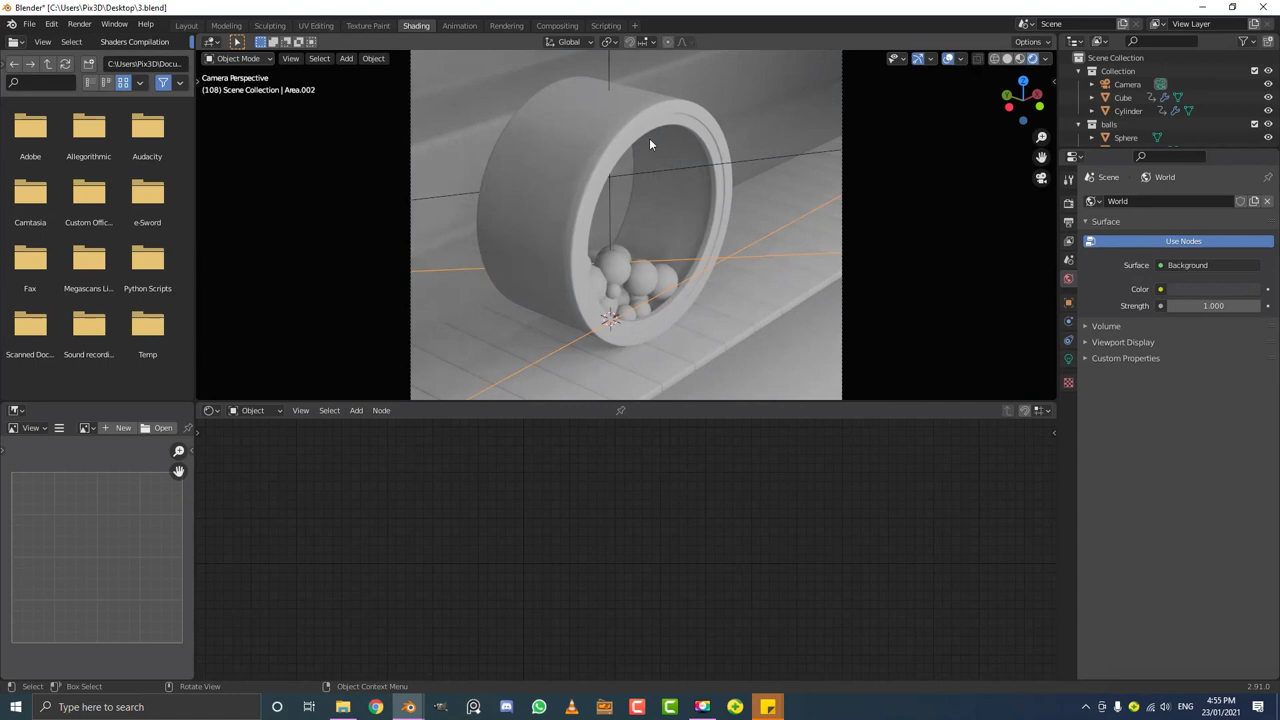 Blender* [C:\Users\Pix3D\Desktop\3.blend]
File Edit Render Window Help Layout Modeling Sculpting UV Editing Texture Paint Shading Animation Rendering Compositing Scripting + Scene View Layer
View Select Shaders Compilation Global Options
C:\Users\Pix3D\Docu... Object Mode View Select Add Object Scene Collection
Collection
Camera Perspective
(108) Scene Collection | Area.002
Camera
Cube
Cylinder
balls
Sphere
Z
Y X
Adobe Allegorithmic Audacity
Camtasia Custom Offic... e-Sword
Fax Megascans Li... Python Scripts
Scanned Doc... Sound recordi... Temp
Scene World
World
Surface
Use Nodes
Surface Background
Color
Strength 1.000
Volume
Viewport Display
Custom Properties
Object View Select Add Node
View New Open
Select Box Select Rotate View Object Context Menu 2.91.0
Type here to search
ENG
4:55 PM
23/01/2021